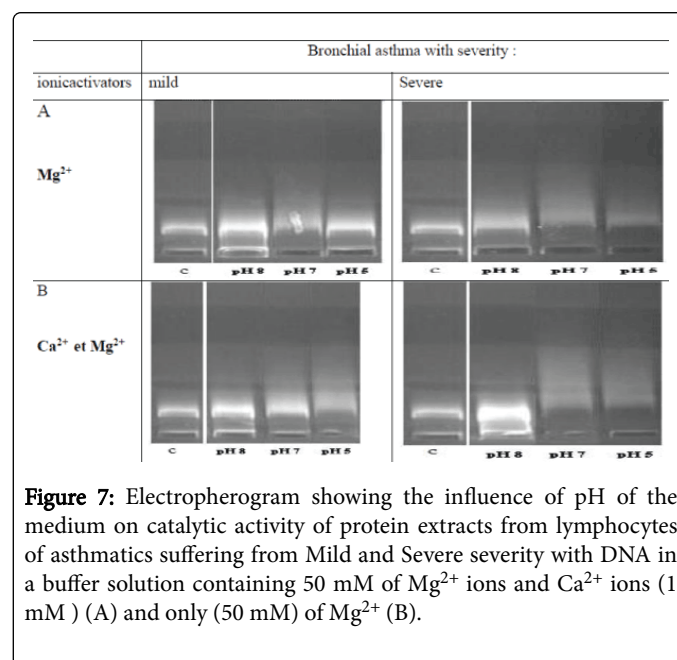 Bronchial asthma with severity :
ionicactivators mild Severe
A
Mg²⁺
C pH 8 pH 7 pH 5
C pH 8 pH 7 pH 5
B
Ca²⁺ et Mg²⁺
C pH 8 pH 7 pH 5
C pH 8 pH 7 pH 5
Figure 7: Electropherogram showing the influence of pH of the
medium on catalytic activity of protein extracts from lymphocytes
of asthmatics suffering from Mild and Severe severity with DNA in
a buffer solution containing 50 mM of Mg²⁺ ions and Ca²⁺ ions (1
mM ) (A) and only (50 mM) of Mg²⁺ (B).